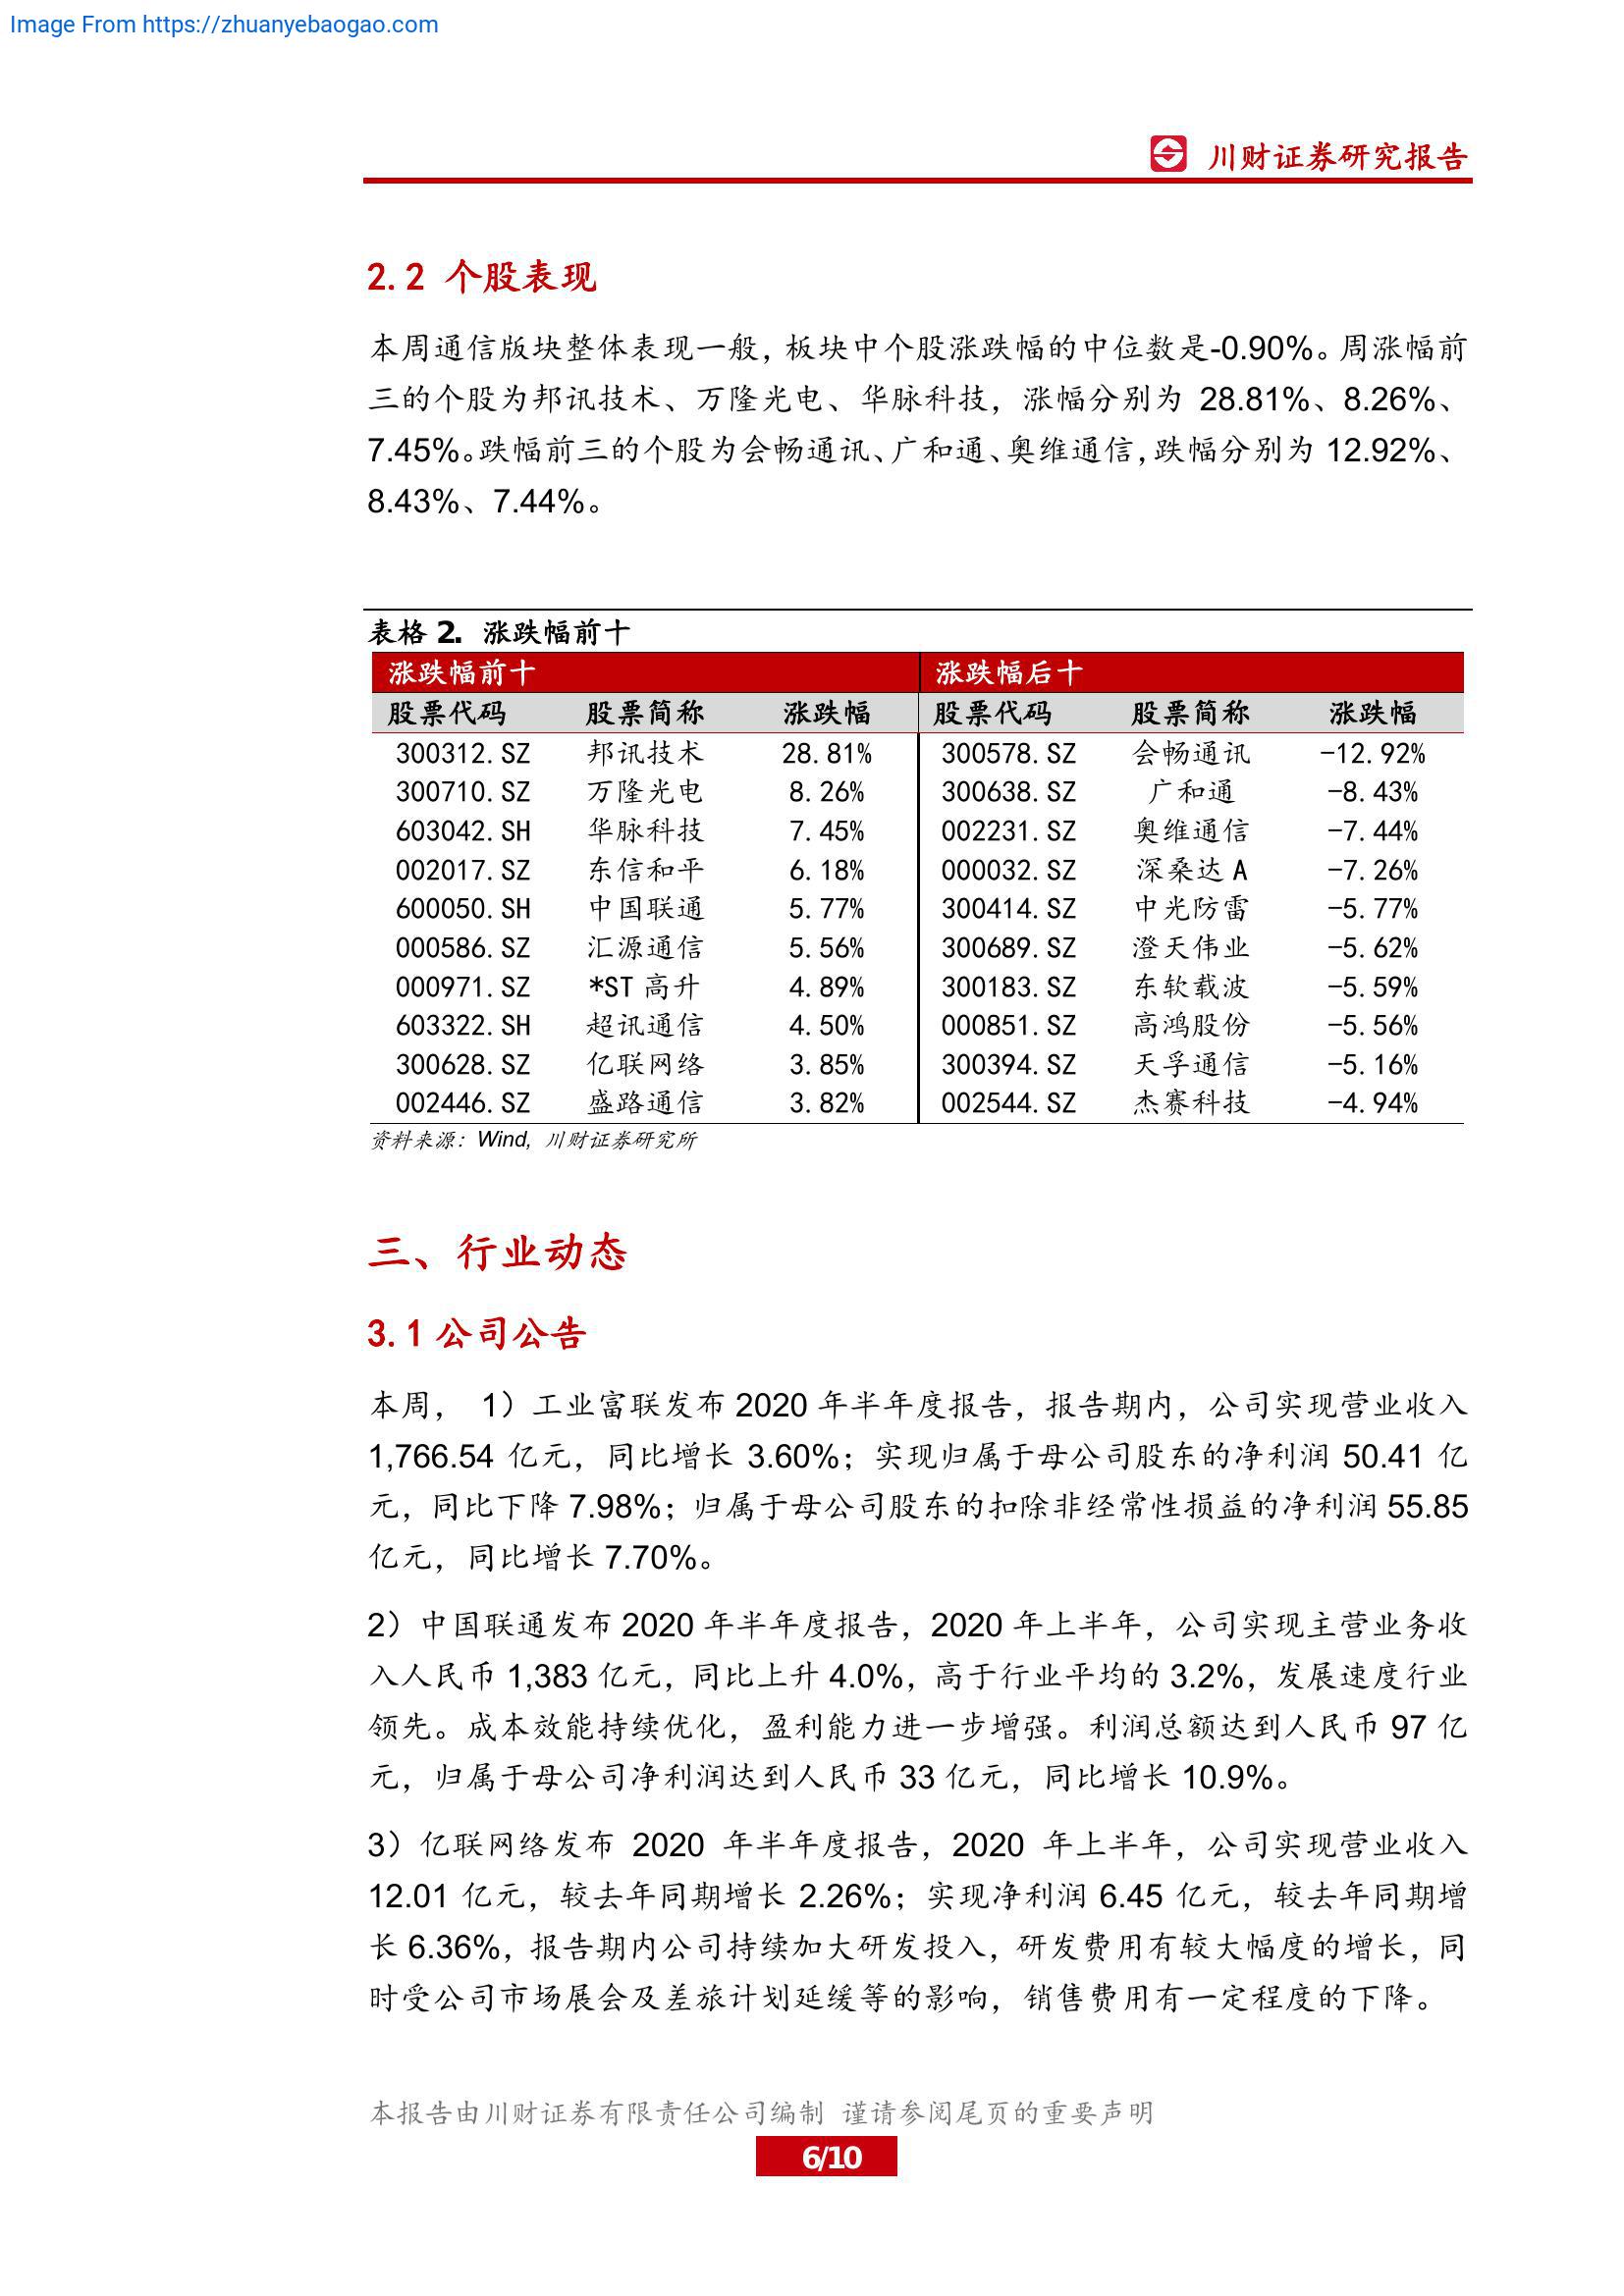 Image From https://zhuanyebaogao.com
川财证券研究报告
2.2 个股表现
本周通信版块整体表现一般，板块中个股涨跌幅的中位数是-0.90%。周涨幅前
三的个股为邦讯技术、万隆光电、华脉科技，涨幅分别为 28.81%、8.26%、
7.45%。跌幅前三的个股为会畅通讯、广和通、奥维通信，跌幅分别为 12.92%、
8.43%、7.44%。
表格 2. 涨跌幅前十
涨跌幅前十 涨跌幅后十
股票代码 股票简称 涨跌幅 股票代码 股票简称 涨跌幅
300312.SZ 邦讯技术 28.81% 300578.SZ 会畅通讯 -12.92%
300710.SZ 万隆光电 8.26% 300638.SZ 广和通 -8.43%
603042.SH 华脉科技 7.45% 002231.SZ 奥维通信 -7.44%
002017.SZ 东信和平 6.18% 000032.SZ 深桑达 A -7.26%
600050.SH 中国联通 5.77% 300414.SZ 中光防雷 -5.77%
000586.SZ 汇源通信 5.56% 300689.SZ 澄天伟业 -5.62%
000971.SZ *ST 高升 4.89% 300183.SZ 东软载波 -5.59%
603322.SH 超讯通信 4.50% 000851.SZ 高鸿股份 -5.56%
300628.SZ 亿联网络 3.85% 300394.SZ 天孚通信 -5.16%
002446.SZ 盛路通信 3.82% 002544.SZ 杰赛科技 -4.94%
资料来源：Wind，川财证券研究所
三、行业动态
3.1 公司公告
本周， 1）工业富联发布 2020 年半年度报告，报告期内，公司实现营业收入
1,766.54 亿元，同比增长 3.60%；实现归属于母公司股东的净利润 50.41 亿
元，同比下降 7.98%；归属于母公司股东的扣除非经常性损益的净利润 55.85
亿元，同比增长 7.70%。
2）中国联通发布 2020 年半年度报告，2020 年上半年，公司实现主营业务收
入人民币 1,383 亿元，同比上升 4.0%，高于行业平均的 3.2%，发展速度行业
领先。成本效能持续优化，盈利能力进一步增强。利润总额达到人民币 97 亿
元，归属于母公司净利润达到人民币 33 亿元，同比增长 10.9%。
3）亿联网络发布 2020 年半年度报告，2020 年上半年，公司实现营业收入
12.01 亿元，较去年同期增长 2.26%；实现净利润 6.45 亿元，较去年同期增
长 6.36%，报告期内公司持续加大研发投入，研发费用有较大幅度的增长，同
时受公司市场展会及差旅计划延缓等的影响，销售费用有一定程度的下降。
本报告由川财证券有限责任公司编制 谨请参阅尾页的重要声明
6/10